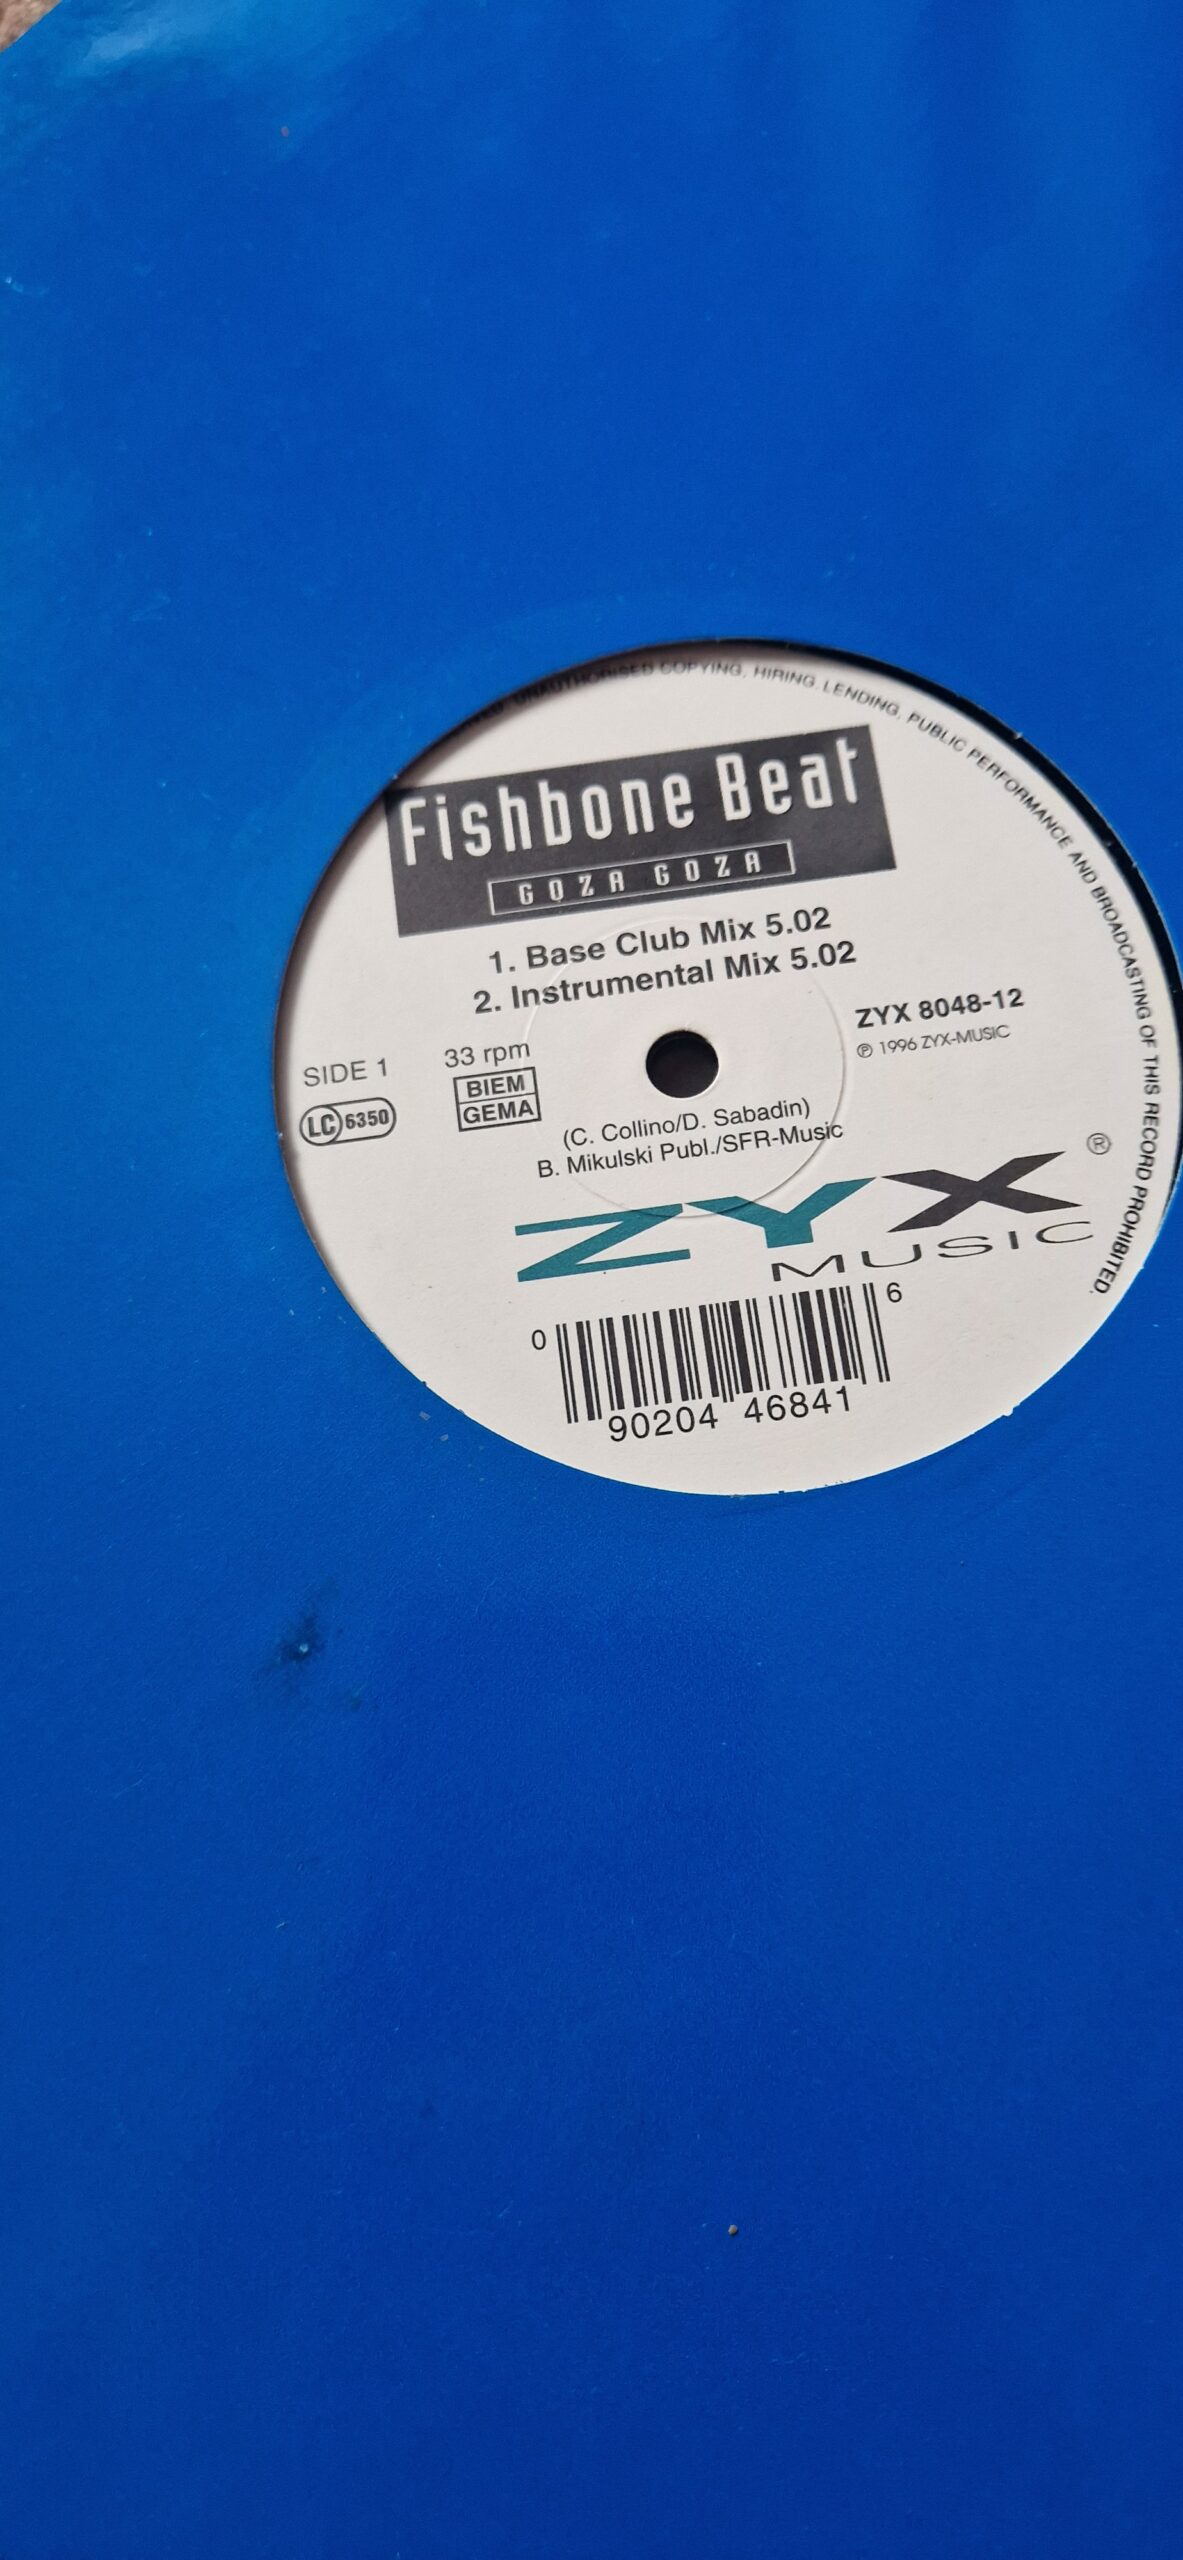 UNAUTHORISED COPYING, HIRING, LENDING, PUBLIC PERFORMANCE AND BROADCASTING OF THIS RECORD PROHIBITED.
Fishbone Beat
GOZA GOZA
1. Base Club Mix 5.02
2. Instrumental Mix 5.02
ZYX 8048-12
℗ 1996 ZYX-MUSIC
SIDE 1
33 rpm
LC 6350
BIEM
GEMA
(C. Collino/D. Sabadin)
B. Mikulski Publ./SFR-Music
ZYX ®
MUSIC
0 90204 46841 6